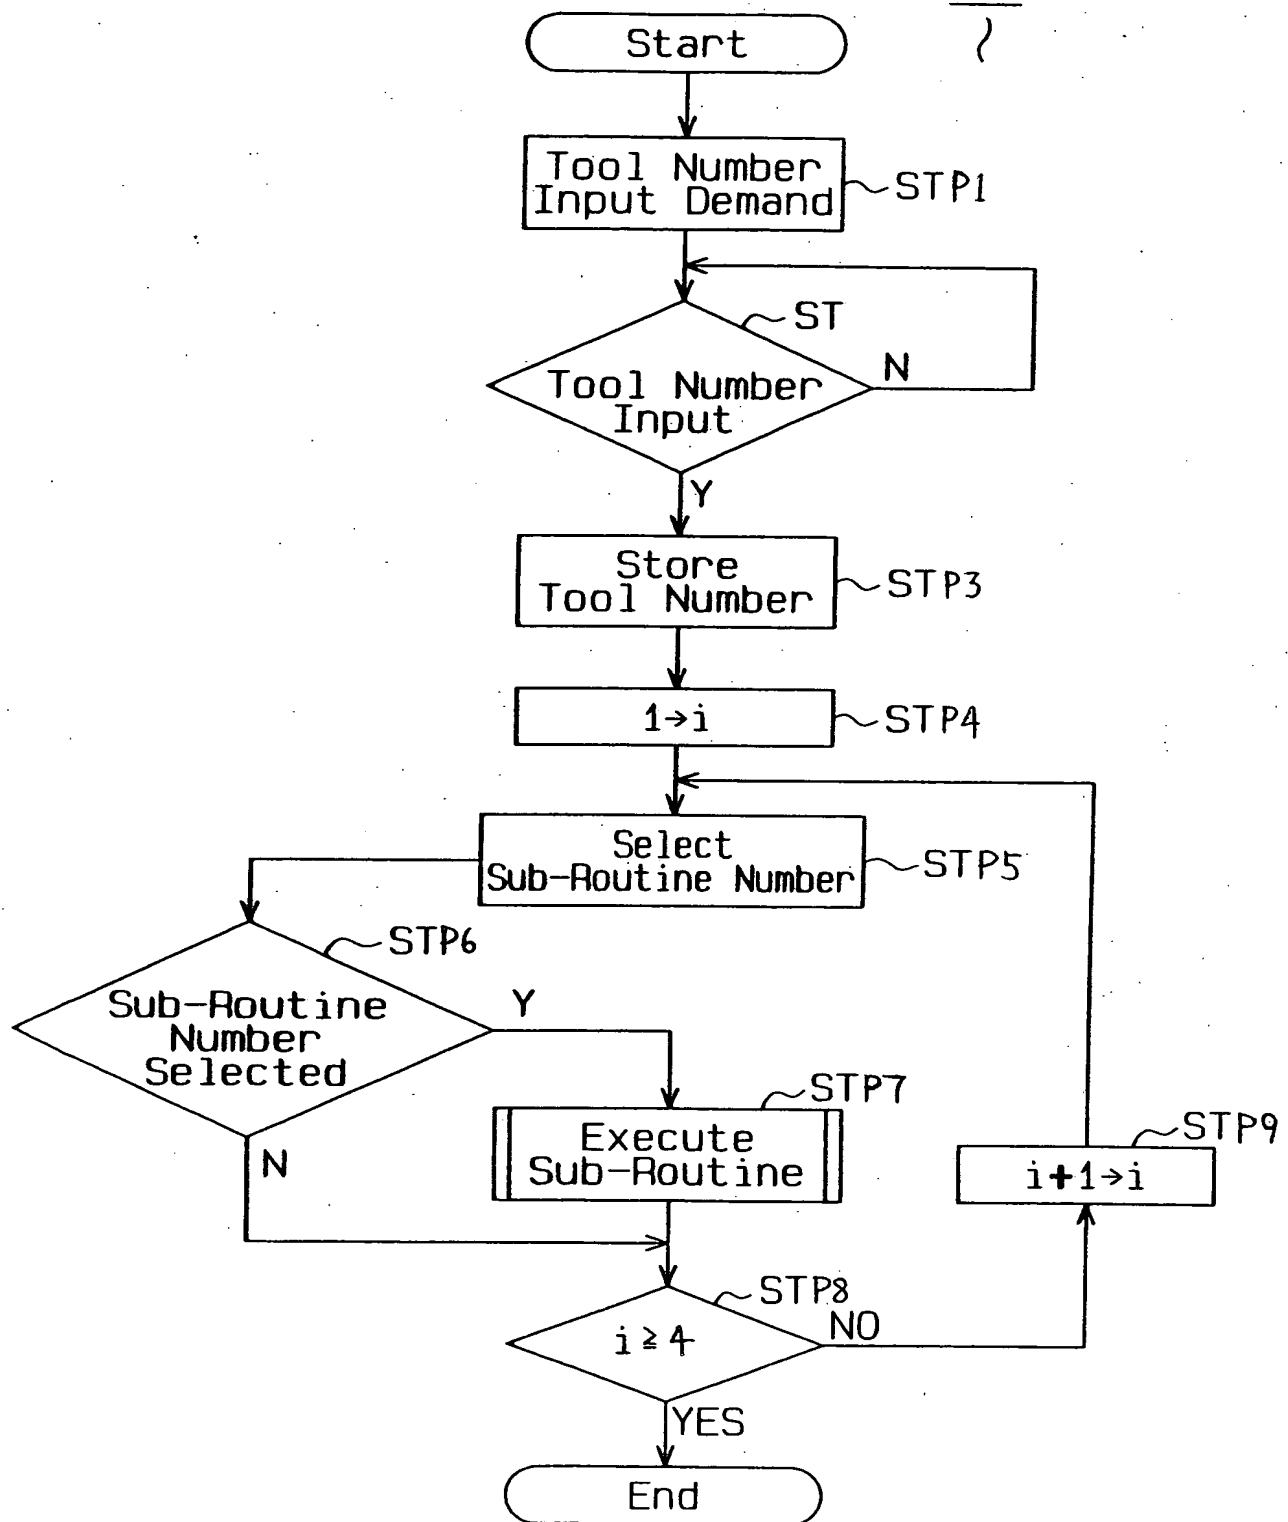 Start
Tool Number
Input Demand
STP1
ST
Tool Number
Input
N
Y
Store
Tool Number
STP3
1→i
STP4
Select
Sub-Routine Number
STP5
STP6
Sub-Routine
Number
Selected
Y
N
STP7
Execute
Sub-Routine
STP9
i+1→i
STP8
i≧4
NO
YES
End